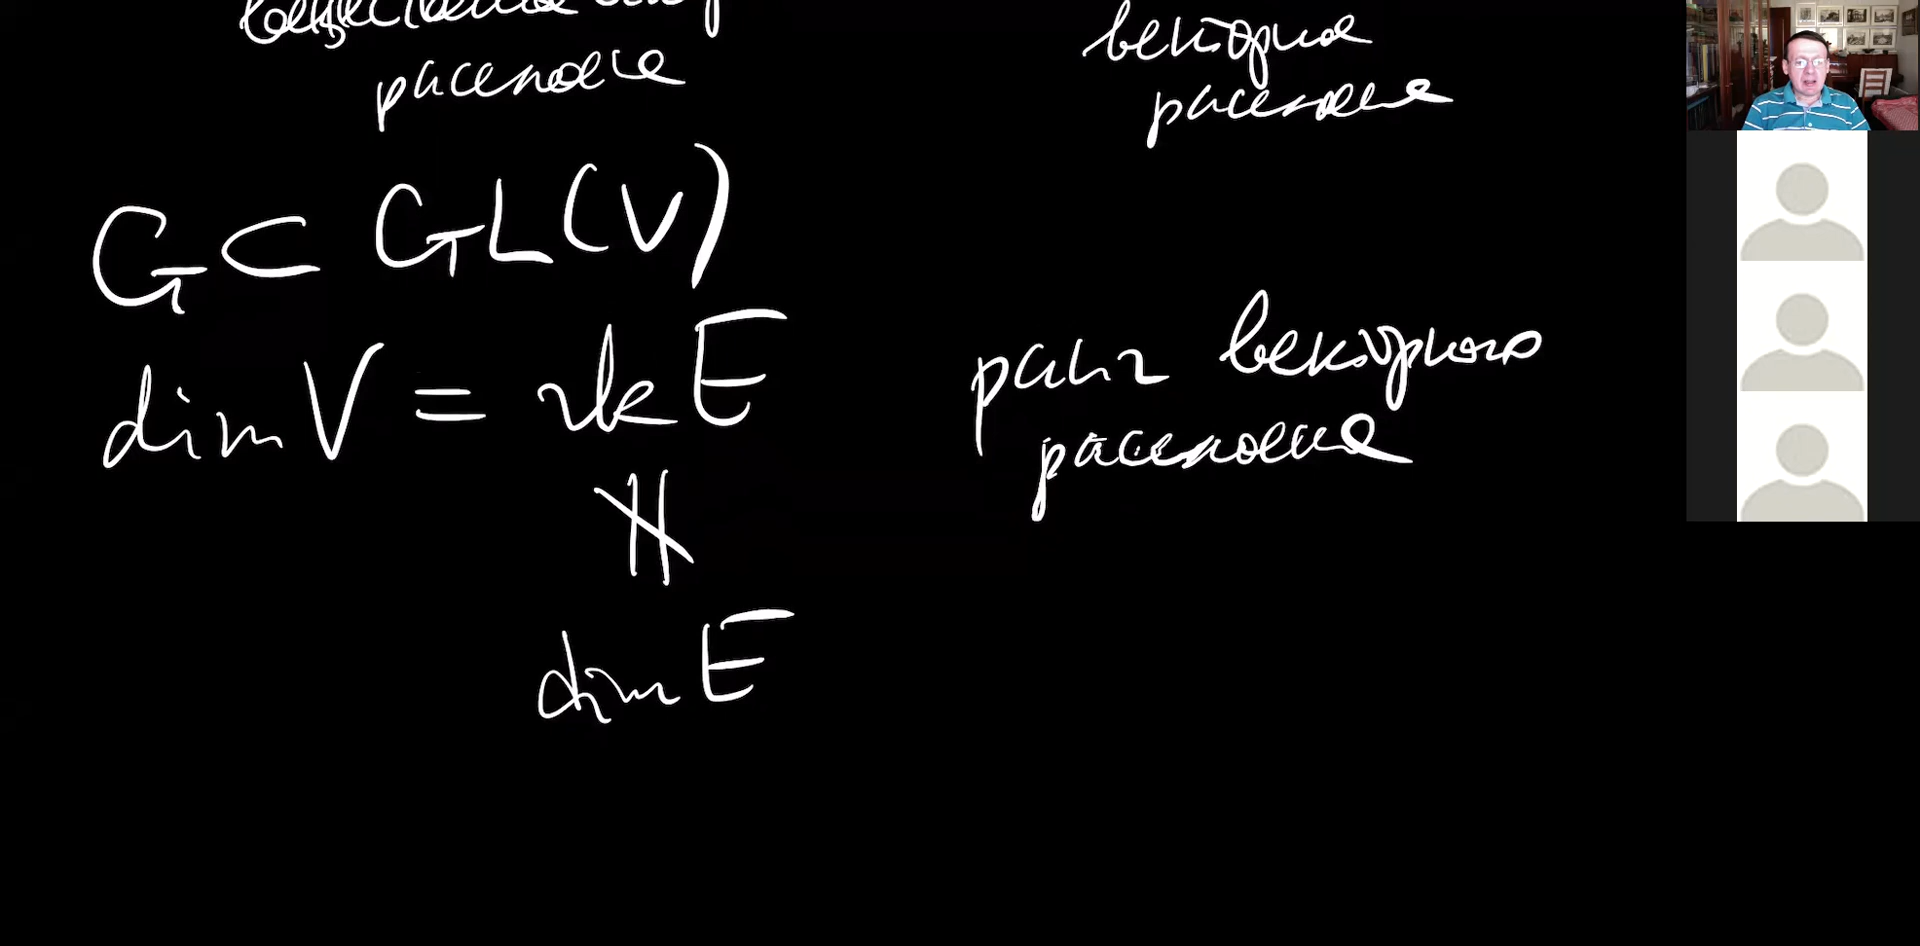 векторное
расслоение
расслоение
G ⊂ GL(V)
dim V = rk E
ранг векторного
расслоения
∦
dim E